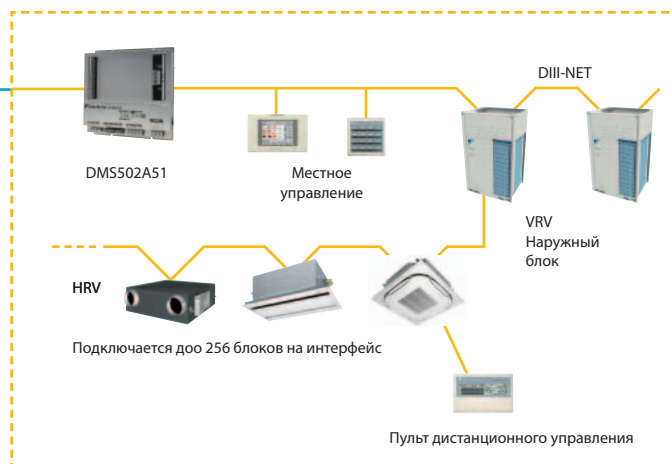 DIII-NET
DMS502A51
Местное
управление
VRV
Наружный
блок
HRV
Подключается доо 256 блоков на интерфейс
Пульт дистанционного управления